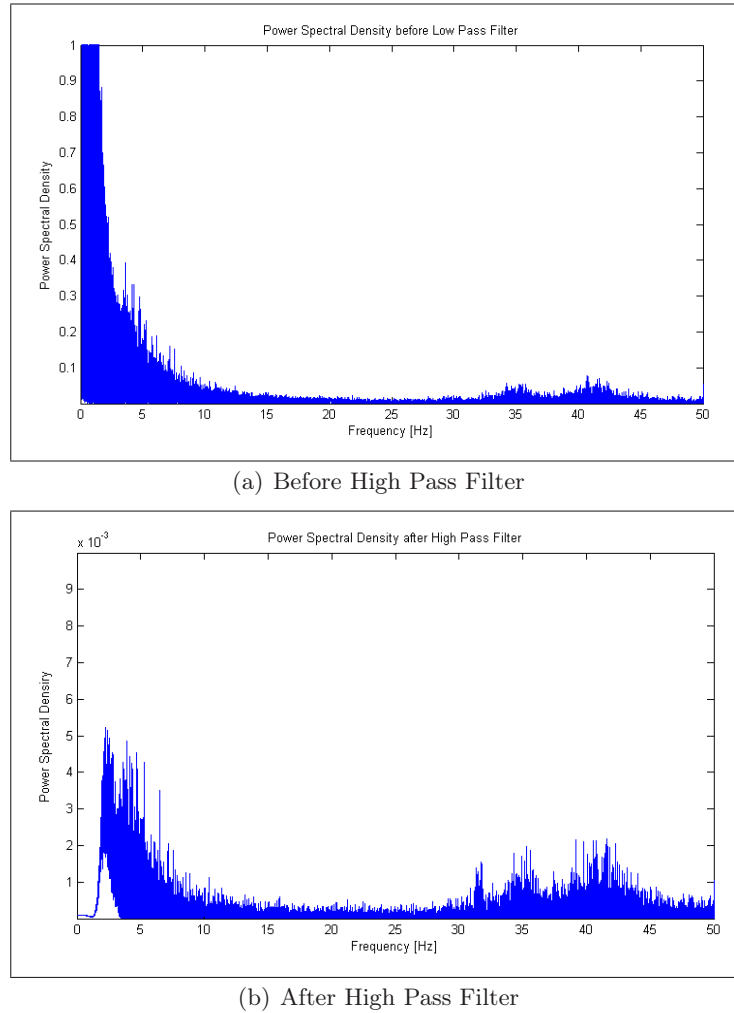 Power Spectral Density before Low Pass Filter
1
0.9
0.8
0.7
0.6
0.5
0.4
0.3
0.2
0.1
Power Spectral Density
0 5 10 15 20 25 30 35 40 45 50
Frequency [Hz]
(a) Before High Pass Filter
x 10^-3
Power Spectral Density after High Pass Filter
9
8
7
6
5
4
3
2
1
Power Spectral Densiry
0 5 10 15 20 25 30 35 40 45 50
Frequency [Hz]
(b) After High Pass Filter